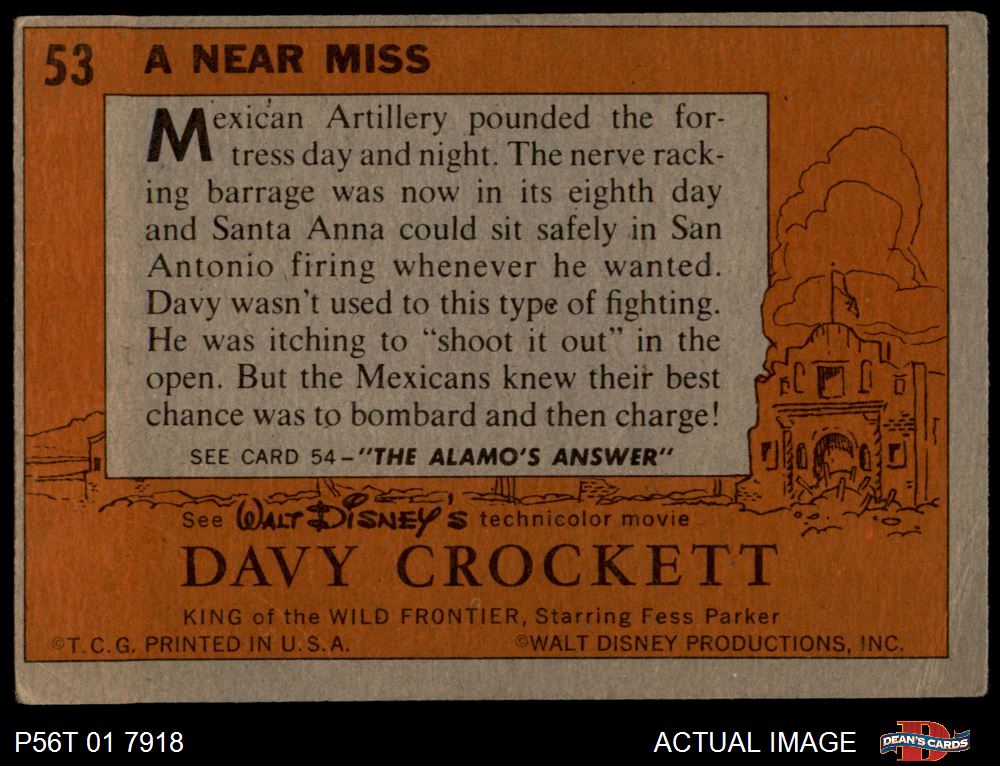 53 A NEAR MISS
Mexican Artillery pounded the for-
tress day and night. The nerve rack-
ing barrage was now in its eighth day
and Santa Anna could sit safely in San
Antonio firing whenever he wanted.
Davy wasn't used to this type of fighting.
He was itching to “shoot it out” in the
open. But the Mexicans knew their best
chance was to bombard and then charge!
SEE CARD 54–"THE ALAMO'S ANSWER"
See WALT DISNEY'S technicolor movie
DAVY CROCKETT
KING of the WILD FRONTIER, Starring Fess Parker
©T.C.G. PRINTED IN U.S.A. ©WALT DISNEY PRODUCTIONS, INC.
P56T 01 7918 ACTUAL IMAGE D DEAN'S CARDS